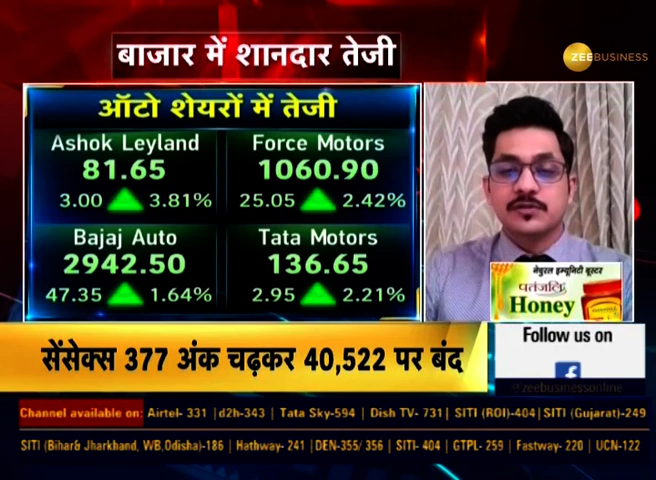 बाजार में शानदार तेजी
ZEE BUSINESS
ऑटो शेयरों में तेजी
Ashok Leyland
81.65
3.00 3.81%
Force Motors
1060.90
25.05 2.42%
Bajaj Auto
2942.50
47.35 1.64%
Tata Motors
136.65
2.95 2.21%
नेचुरल इम्यूनिटी बूस्टर
पतंजलि
Honey
सेंसेक्स 377 अंक चढ़कर 40,522 पर बंद
Follow us on
f
@zeebusinessonline
Channel available on: Airtel- 331 |d2h-343 | Tata Sky-594 | Dish TV- 731| SITI (ROI)-404| SITI (Gujarat)-249
SITI (Bihar& Jharkhand, WB,Odisha)-186 | Hathway- 241 |DEN-355/ 356 | SITI- 404 | GTPL- 259 | Fastway- 220 | UCN-122